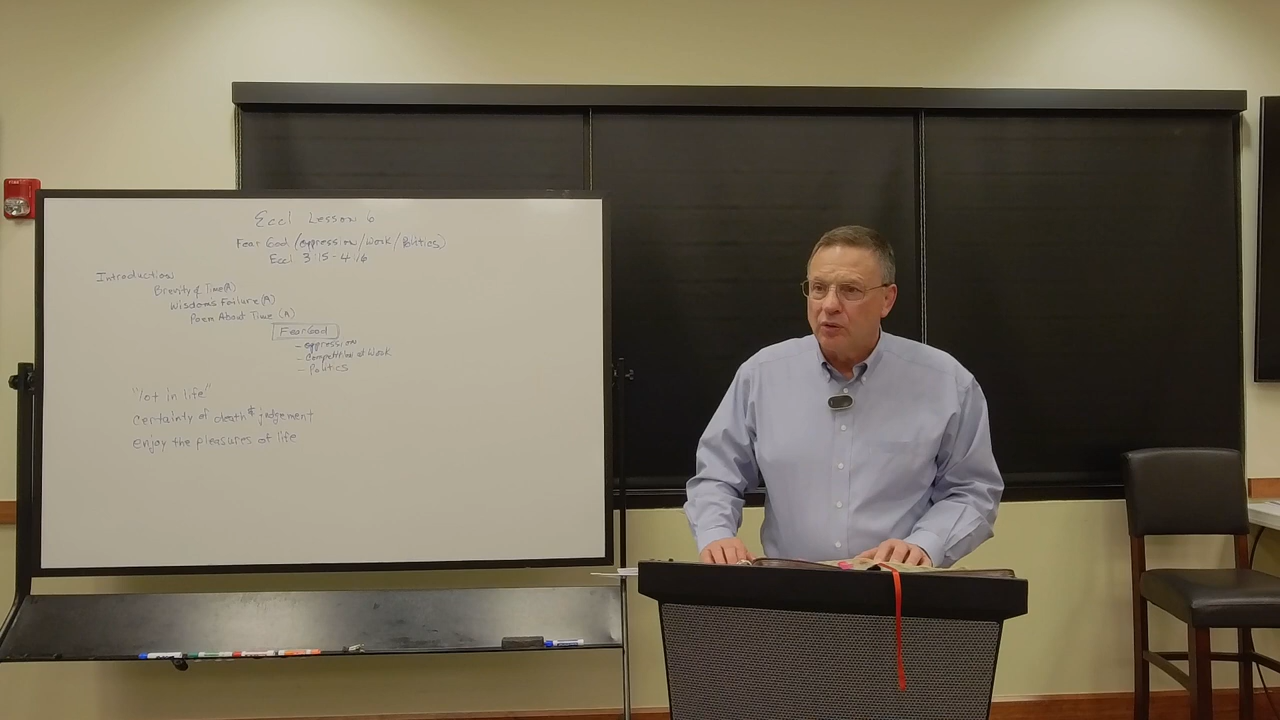 Eccl Lesson 6
Fear God (oppression/Work/Politics)
Eccl 3:15-4:16
Introduction
Brevity of Time (A)
Wisdoms Failure (A)
Poem About Time (A)
Fear God
- oppression
- Competition at Work
- Politics
"lot in life"
certainty of death & judgement
enjoy the pleasures of life
FIRE